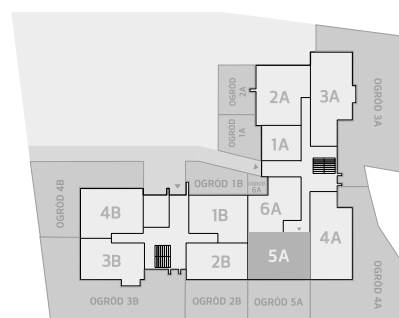 OGRÓD
2A
2A
3A
OGRÓD 3A
OGRÓD
1A
1A
OGRÓD 4B
OGRÓD 1B
OGRÓD
6A
4B
1B
6A
4A
3B
2B
5A
OGRÓD 3B
OGRÓD 2B
OGRÓD 5A
OGRÓD 4A